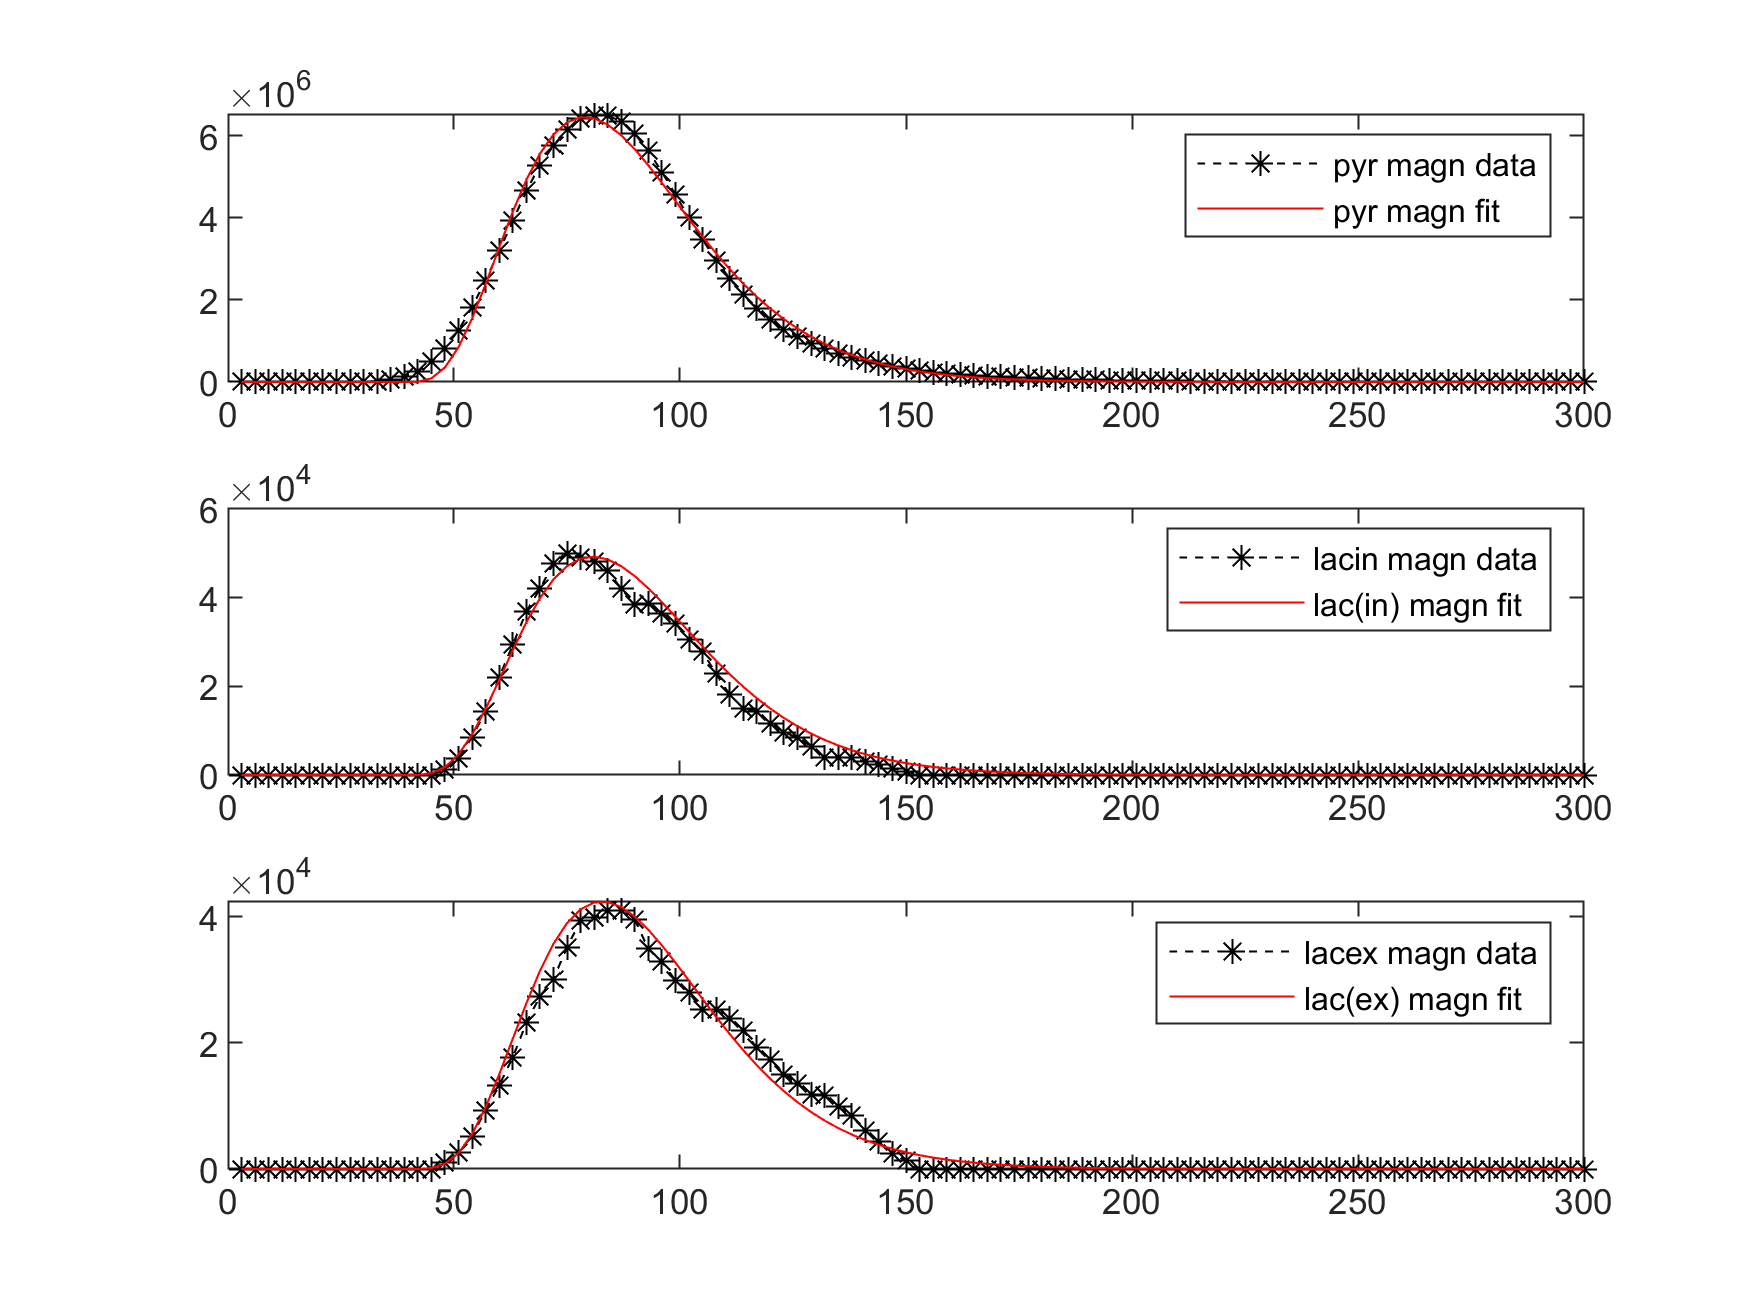 ×10^6
6
4
2
0
0 50 100 150 200 250 300
pyr magn data
pyr magn fit
×10^4
6
4
2
0
0 50 100 150 200 250 300
lacin magn data
lac(in) magn fit
×10^4
4
2
0
0 50 100 150 200 250 300
lacex magn data
lac(ex) magn fit